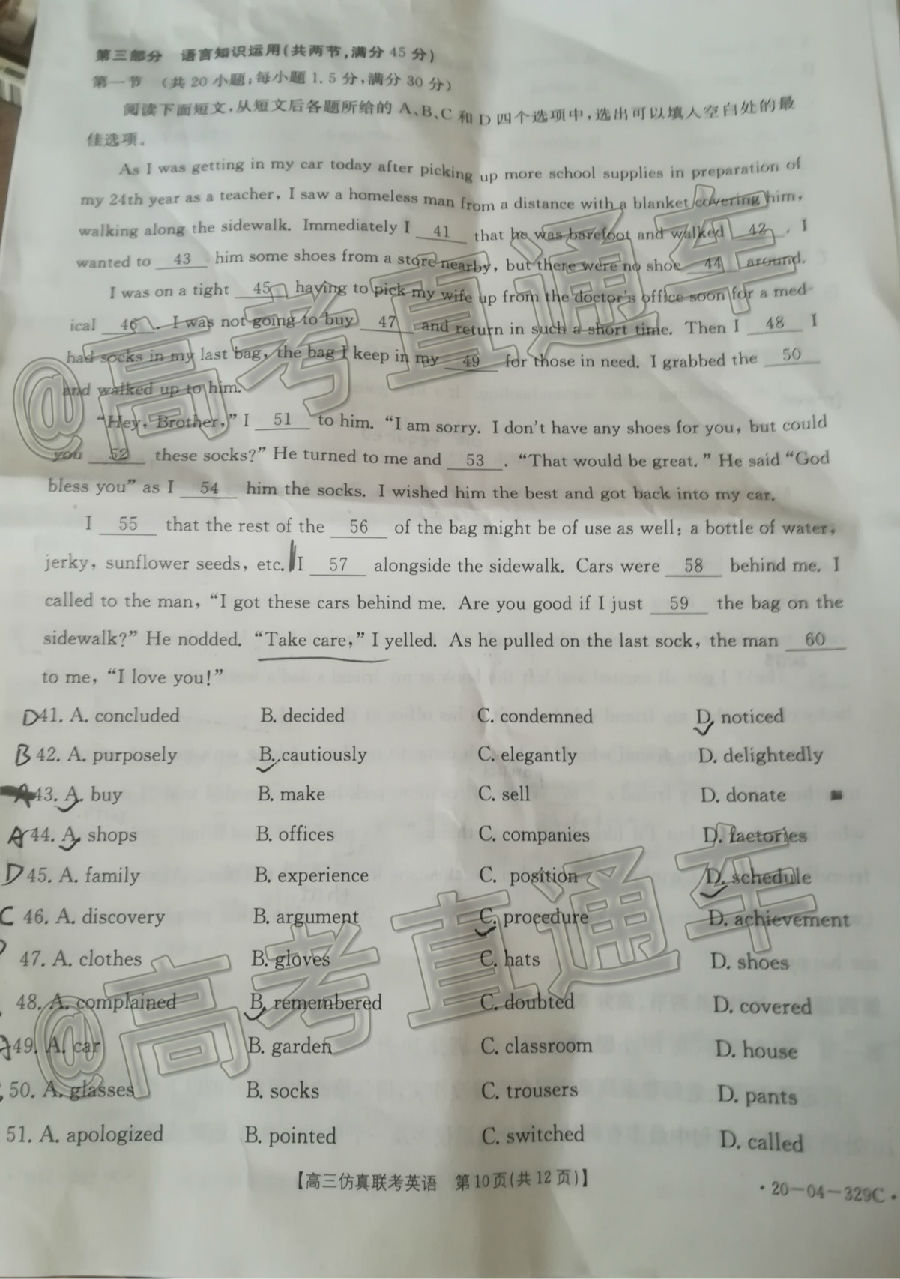 第三部分 语言知识运用(共两节,满分 45 分)
第一节 (共 20 小题;每小题 1.5 分,满分 30 分)
阅读下面短文,从短文后各题所给的 A、B、C 和 D 四个选项中,选出可以填入空白处的最
佳选项。
As I was getting in my car today after picking up more school supplies in preparation of
my 24th year as a teacher, I saw a homeless man from a distance with a blanket covering him,
walking along the sidewalk. Immediately I 41 that he was barefoot and walked 42 . I
wanted to 43 him some shoes from a store nearby, but there were no shoe 44 around.
I was on a tight 45 , having to pick my wife up from the doctor's office soon for a med-
ical 46 . I was not going to buy 47 and return in such a short time. Then I 48 I
had socks in my last bag, the bag I keep in my 49 for those in need. I grabbed the 50
and walked up to him.
"Hey, Brother," I 51 to him. "I am sorry. I don't have any shoes for you, but could
you 52 these socks?" He turned to me and 53 . "That would be great." He said "God
bless you" as I 54 him the socks. I wished him the best and got back into my car.
I 55 that the rest of the 56 of the bag might be of use as well; a bottle of water,
jerky, sunflower seeds, etc. I 57 alongside the sidewalk. Cars were 58 behind me. I
called to the man, "I got these cars behind me. Are you good if I just 59 the bag on the
sidewalk?" He nodded. "Take care," I yelled. As he pulled on the last sock, the man 60
to me, "I love you!"
D 41. A. concluded B. decided C. condemned D. noticed
B 42. A. purposely B. cautiously C. elegantly D. delightedly
A 43. A. buy B. make C. sell D. donate
A 44. A. shops B. offices C. companies D. factories
D 45. A. family B. experience C. position D. schedule
C 46. A. discovery B. argument C. procedure D. achievement
47. A. clothes B. gloves C. hats D. shoes
48. A. complained B. remembered C. doubted D. covered
49. A. car B. garden C. classroom D. house
50. A. glasses B. socks C. trousers D. pants
51. A. apologized B. pointed C. switched D. called
【高三仿真联考英语 第10页(共12页)】
·20-04-329C·
@高考直通车
@高考直通车